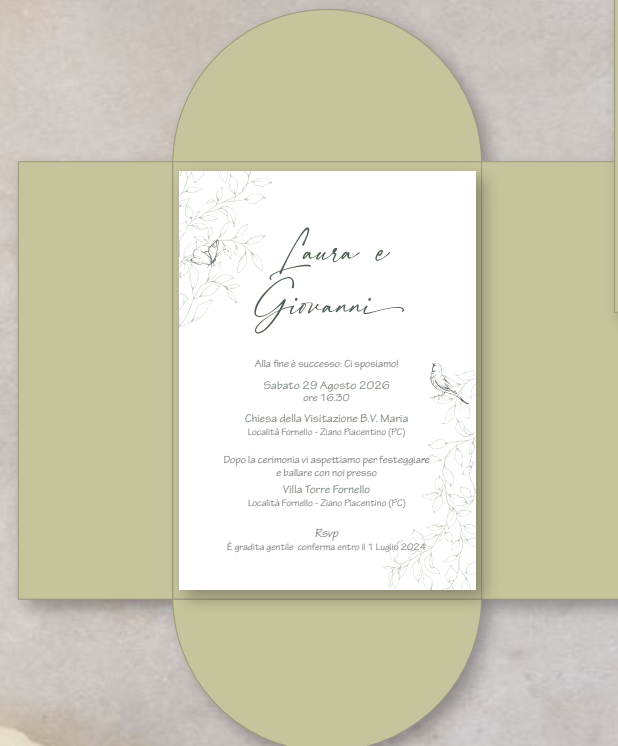 Laura e
Giovanni
Alla fine è successo: Ci sposiamo!
Sabato 29 Agosto 2026
ore 16.30
Chiesa della Visitazione B.V. Maria
Località Fornello - Ziano Piacentino (PC)
Dopo la cerimonia vi aspettiamo per festeggiare
e ballare con noi presso
Villa Torre Fornello
Località Fornello - Ziano Piacentino (PC)
Rsvp
È gradita gentile conferma entro il 1 Luglio 2024